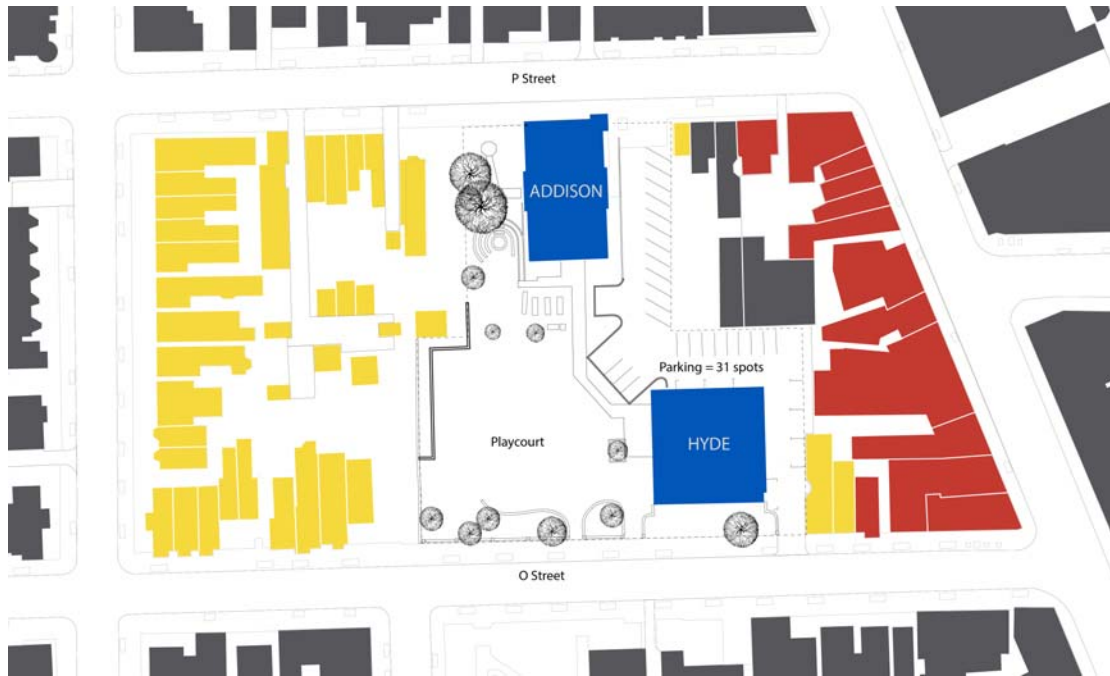 P Street
ADDISON
Parking = 31 spots
Playcourt
HYDE
O Street